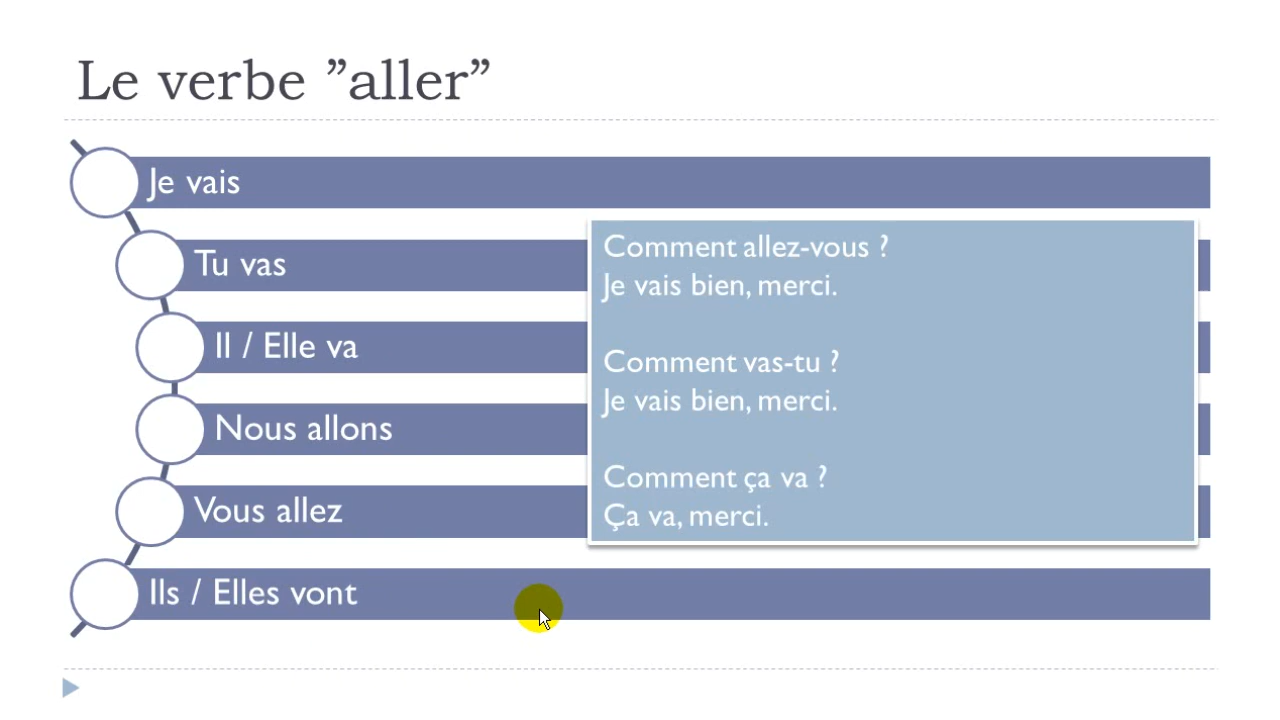 Le verbe ”aller”
Je vais
Tu vas
Il / Elle va
Nous allons
Vous allez
Ils / Elles vont
Comment allez-vous ?
Je vais bien, merci.
Comment vas-tu ?
Je vais bien, merci.
Comment ça va ?
Ça va, merci.